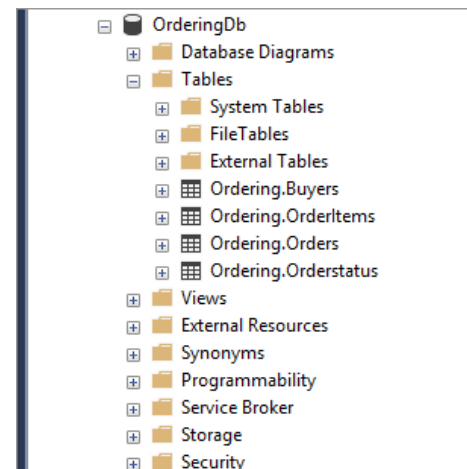 OrderingDb
Database Diagrams
Tables
System Tables
FileTables
External Tables
Ordering.Buyers
Ordering.OrderItems
Ordering.Orders
Ordering.Orderstatus
Views
External Resources
Synonyms
Programmability
Service Broker
Storage
Security